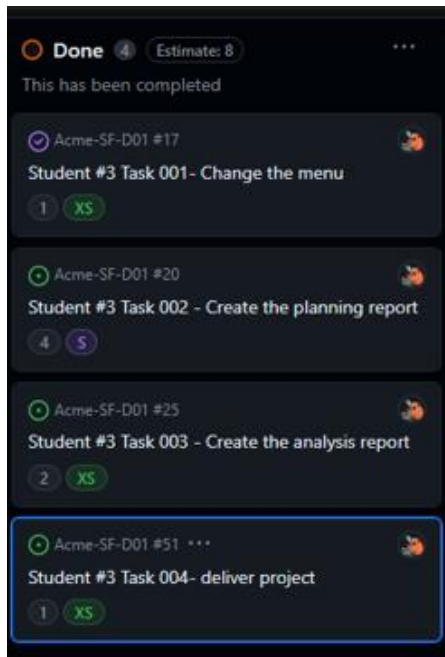 Done 4 Estimate: 8 ...
This has been completed
Acme-SF-D01 #17
Student #3 Task 001- Change the menu
1 XS
Acme-SF-D01 #20
Student #3 Task 002 - Create the planning report
4 S
Acme-SF-D01 #25
Student #3 Task 003 - Create the analysis report
2 XS
Acme-SF-D01 #51 ...
Student #3 Task 004- deliver project
1 XS